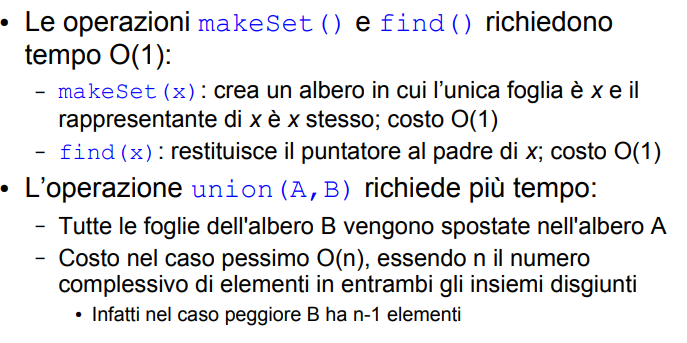 • Le operazioni makeSet() e find() richiedono
tempo O(1):
– makeSet(x): crea un albero in cui l'unica foglia è x e il
rappresentante di x è x stesso; costo O(1)
– find(x): restituisce il puntatore al padre di x; costo O(1)
• L'operazione union(A,B) richiede più tempo:
– Tutte le foglie dell'albero B vengono spostate nell'albero A
– Costo nel caso pessimo O(n), essendo n il numero
complessivo di elementi in entrambi gli insiemi disgiunti
• Infatti nel caso peggiore B ha n-1 elementi